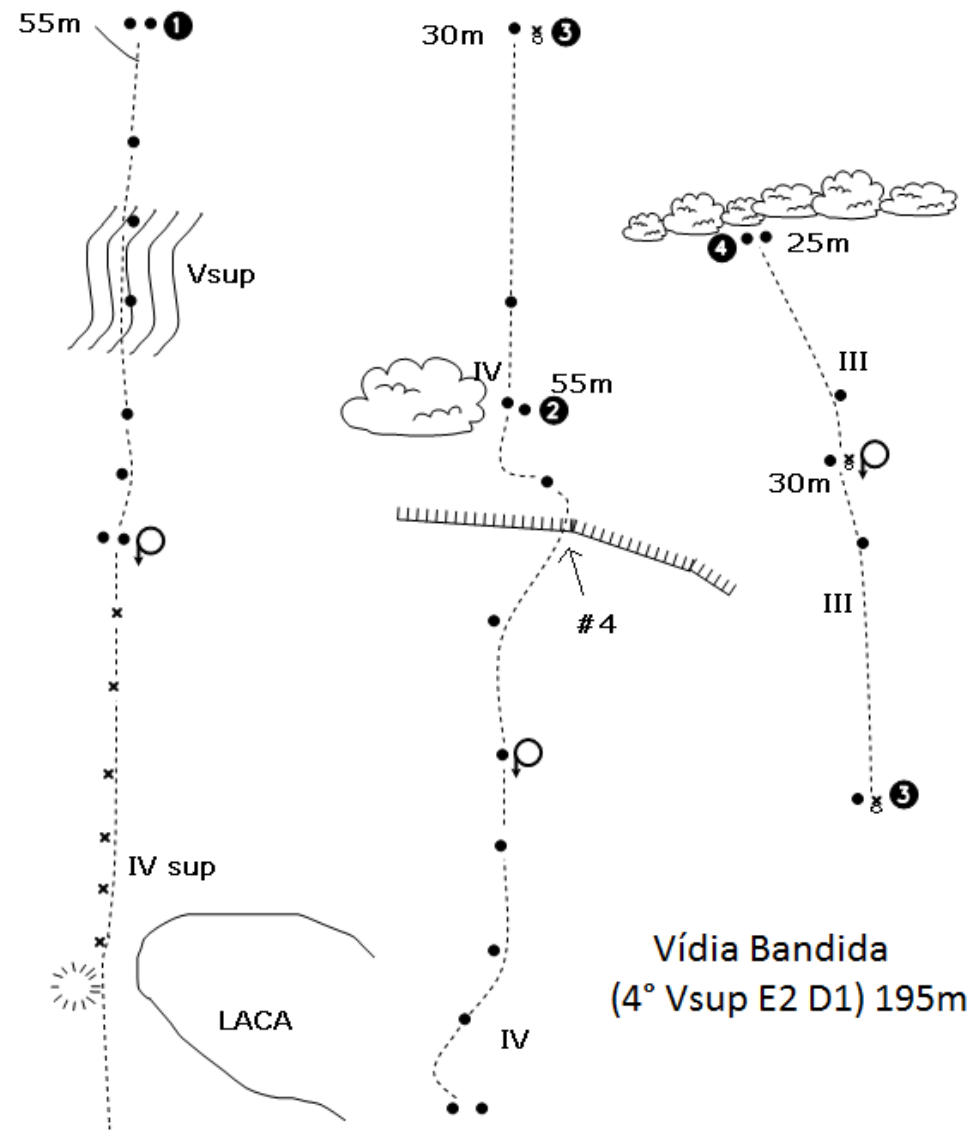 55m
1
Vsup
IV sup
LACA
30m
3
IV
55m
2
#4
IV
4
25m
III
30m
III
3
Vídia Bandida
(4° Vsup E2 D1) 195m